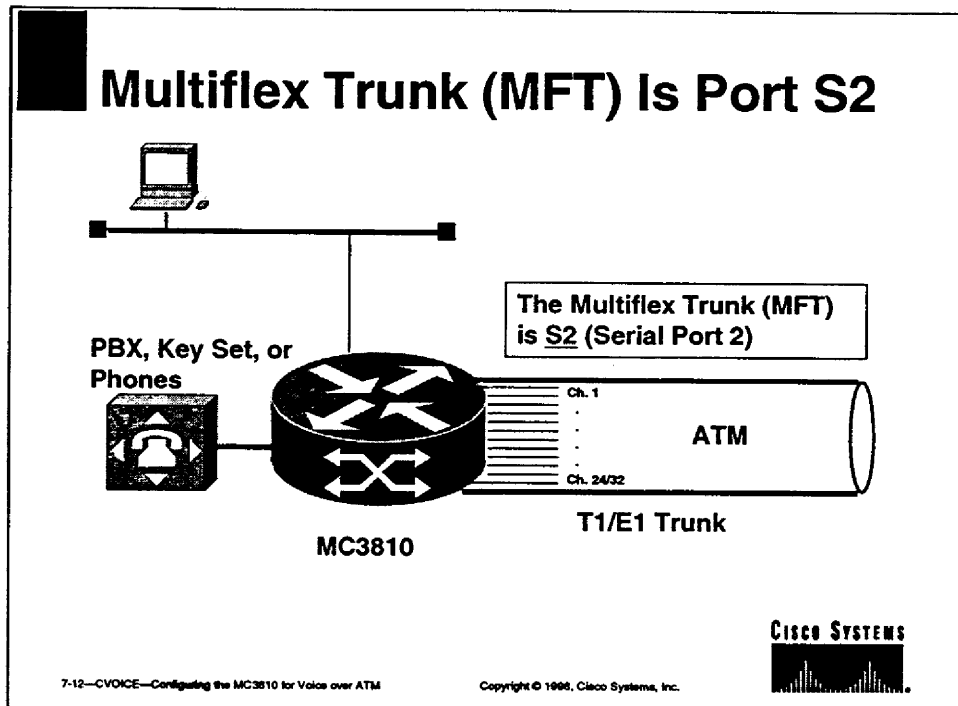 Multiflex Trunk (MFT) Is Port S2
The Multiflex Trunk (MFT)
is S2 (Serial Port 2)
PBX, Key Set, or
Phones
Ch. 1
ATM
Ch. 24/32
T1/E1 Trunk
MC3810
CISCO SYSTEMS
7-12—CVOICE—Configuring the MC3810 for Voice over ATM
Copyright © 1998, Cisco Systems, Inc.